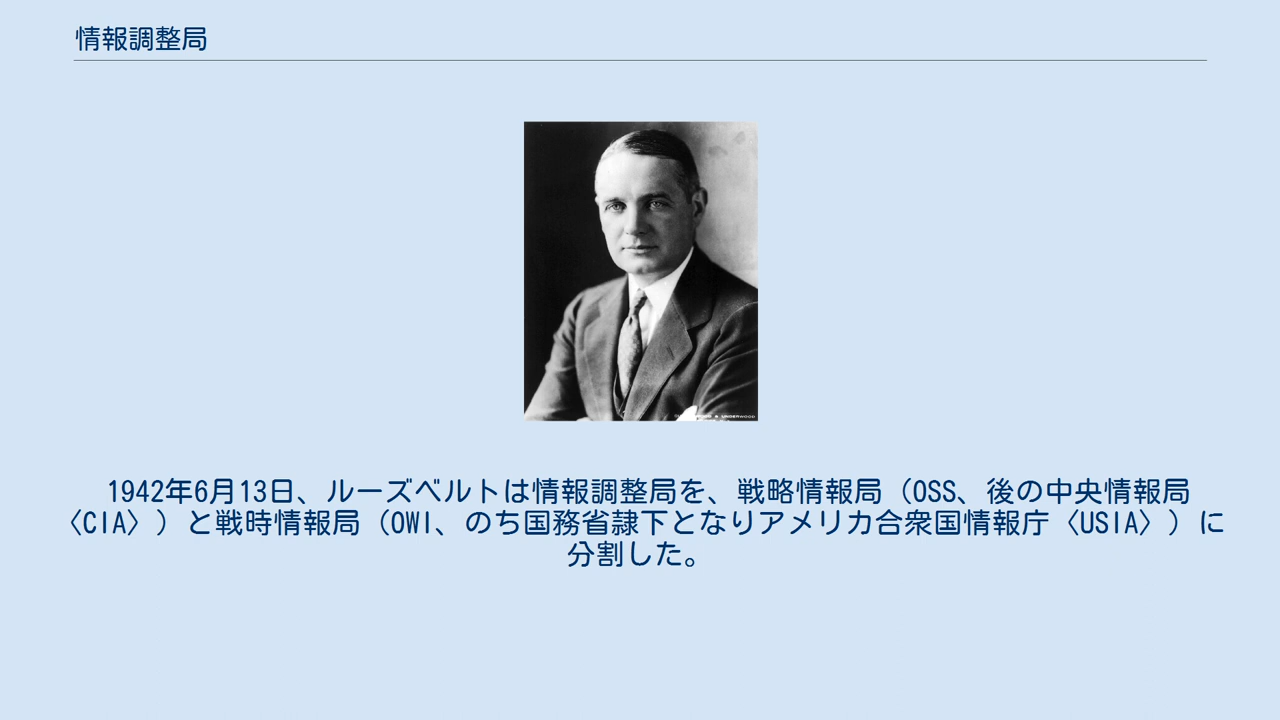 情報調整局
& UNDERWOOD
1942年6月13日、ルーズベルトは情報調整局を、戦略情報局（OSS、後の中央情報局
〈CIA〉）と戦時情報局（OWI、のち国務省隷下となりアメリカ合衆国情報庁〈USIA〉）に
分割した。